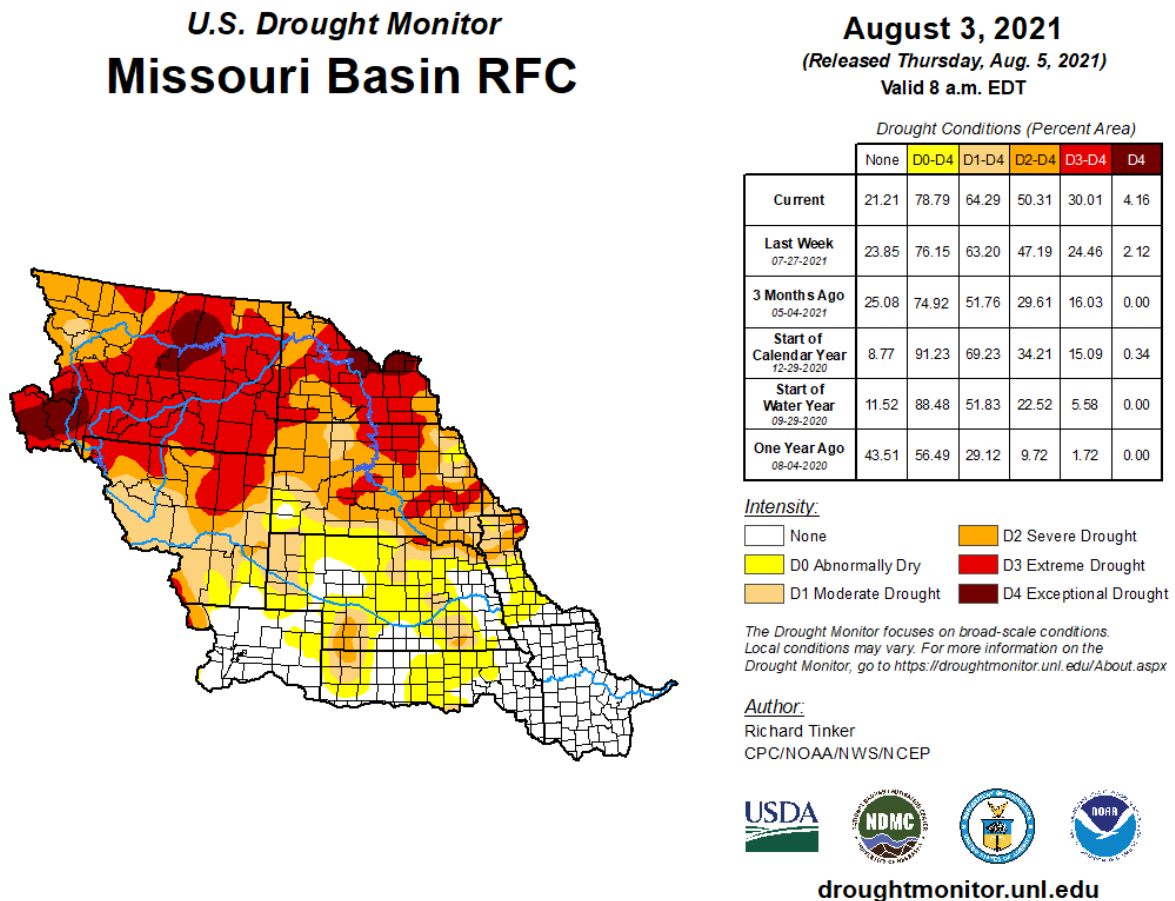 U.S. Drought Monitor
Missouri Basin RFC
August 3, 2021
(Released Thursday, Aug. 5, 2021)
Valid 8 a.m. EDT
Drought Conditions (Percent Area)
None D0-D4 D1-D4 D2-D4 D3-D4 D4
Current 21.21 78.79 64.29 50.31 30.01 4.16
Last Week
07-27-2021 23.85 76.15 63.20 47.19 24.46 2.12
3 Months Ago
05-04-2021 25.08 74.92 51.76 29.61 16.03 0.00
Start of
Calendar Year
12-29-2020 8.77 91.23 69.23 34.21 15.09 0.34
Start of
Water Year
09-29-2020 11.52 88.48 51.83 22.52 5.58 0.00
One Year Ago
08-04-2020 43.51 56.49 29.12 9.72 1.72 0.00
Intensity:
None
D0 Abnormally Dry
D1 Moderate Drought
D2 Severe Drought
D3 Extreme Drought
D4 Exceptional Drought
The Drought Monitor focuses on broad-scale conditions.
Local conditions may vary. For more information on the
Drought Monitor, go to https://droughtmonitor.unl.edu/About.aspx
Author:
Richard Tinker
CPC/NOAA/NWS/NCEP
USDA
NDMC
NOAA
droughtmonitor.unl.edu